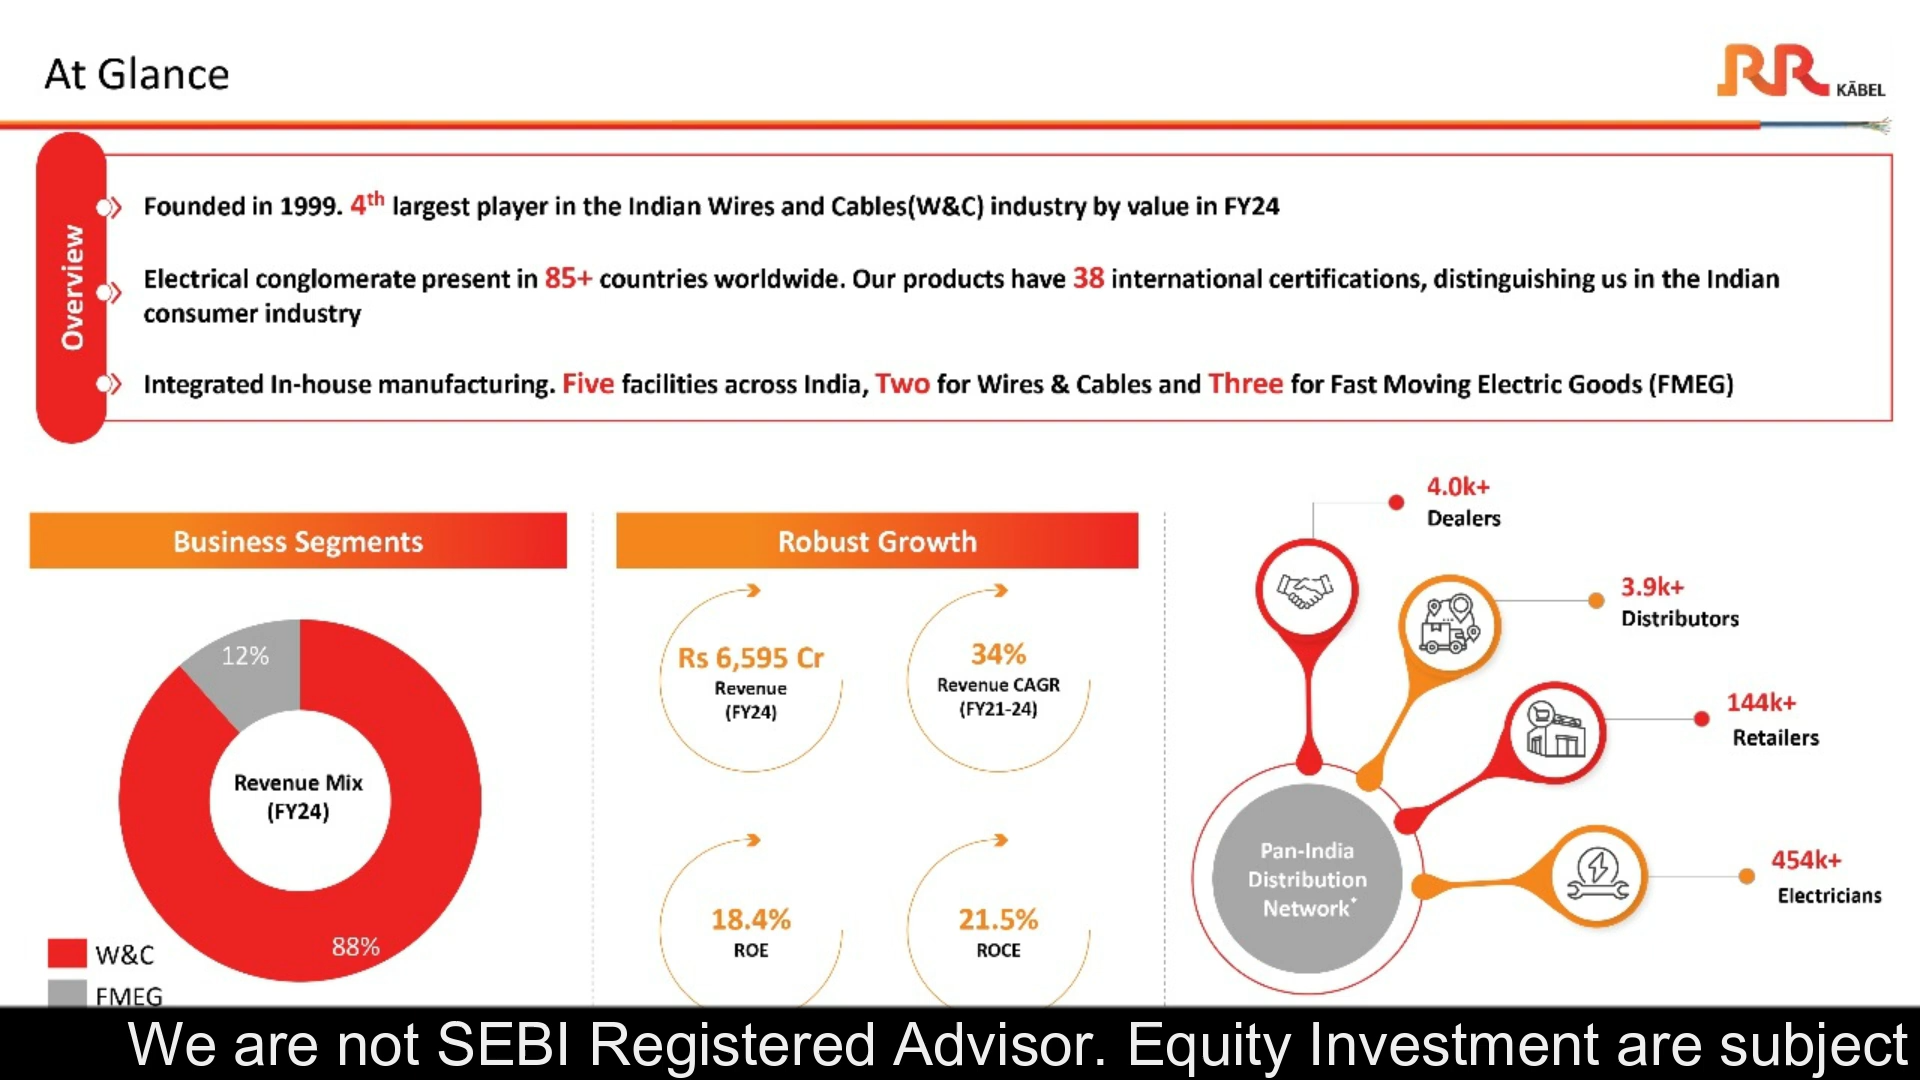 At Glance
RR KĀBEL
Overview
Founded in 1999. 4th largest player in the Indian Wires and Cables(W&C) industry by value in FY24
Electrical conglomerate present in 85+ countries worldwide. Our products have 38 international certifications, distinguishing us in the Indian
consumer industry
Integrated In-house manufacturing. Five facilities across India, Two for Wires & Cables and Three for Fast Moving Electric Goods (FMEG)
Business Segments
12%
Revenue Mix
(FY24)
88%
W&C
FMEG
Robust Growth
Rs 6,595 Cr
Revenue
(FY24)
34%
Revenue CAGR
(FY21-24)
18.4%
ROE
21.5%
ROCE
4.0k+
Dealers
3.9k+
Distributors
144k+
Retailers
454k+
Electricians
Pan-India
Distribution
Network*
We are not SEBI Registered Advisor. Equity Investment are subject